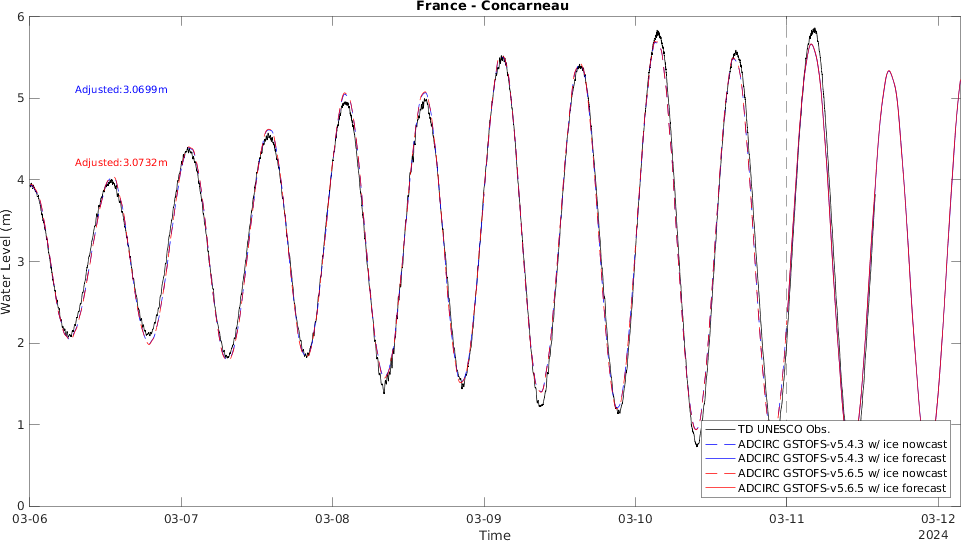 France - Concarneau
6
5
4
3
2
1
0
Water Level (m)
Adjusted:3.0699m
Adjusted:3.0732m
TD UNESCO Obs.
ADCIRC GSTOFS-v5.4.3 w/ ice nowcast
ADCIRC GSTOFS-v5.4.3 w/ ice forecast
ADCIRC GSTOFS-v5.6.5 w/ ice nowcast
ADCIRC GSTOFS-v5.6.5 w/ ice forecast
03-06 03-07 03-08 03-09 03-10 03-11 03-12
Time 2024